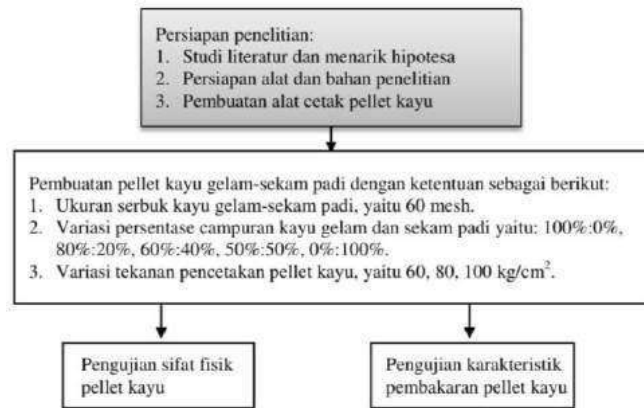 Persiapan penelitian:
1. Studi literatur dan menarik hipotesa
2. Persiapan alat dan bahan penelitian
3. Pembuatan alat cetak pellet kayu
Pembuatan pellet kayu gelam-sekam padi dengan ketentuan sebagai berikut:
1. Ukuran serbuk kayu gelam-sekam padi, yaitu 60 mesh.
2. Variasi persentase campuran kayu gelam dan sekam padi yaitu: 100%:0%,
80%:20%, 60%:40%, 50%:50%, 0%:100%.
3. Variasi tekanan pencetakan pellet kayu, yaitu 60, 80, 100 kg/cm².
Pengujian sifat fisik
pellet kayu
Pengujian karakteristik
pembakaran pellet kayu